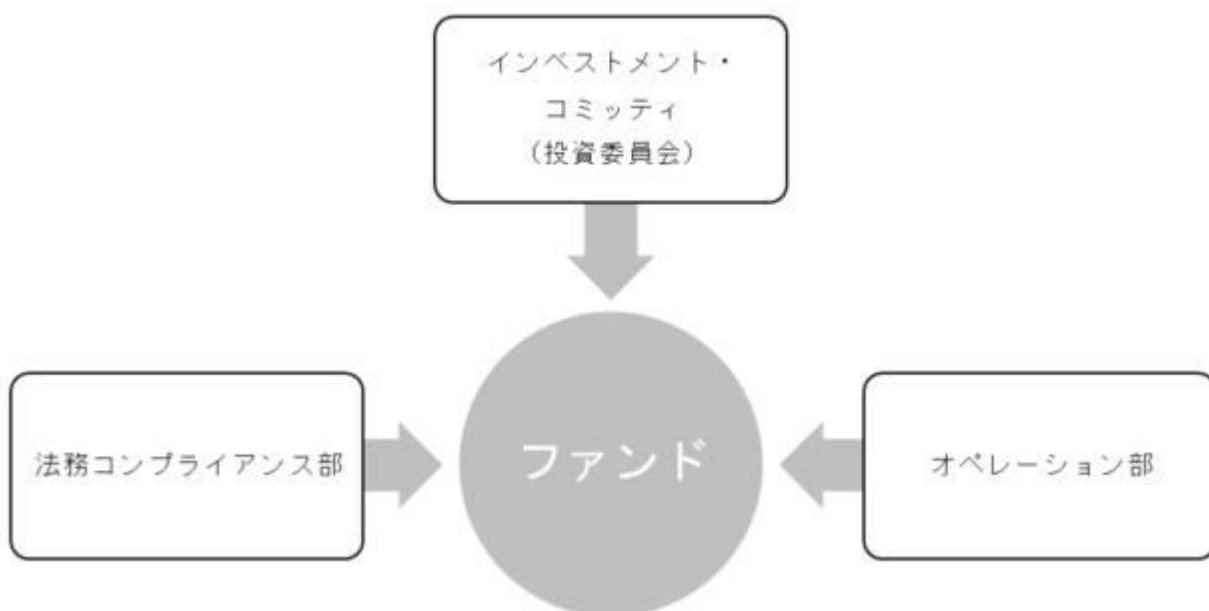 インベストメント・
コミッティ
（投資委員会）
法務コンプライアンス部
ファンド
オペレーション部